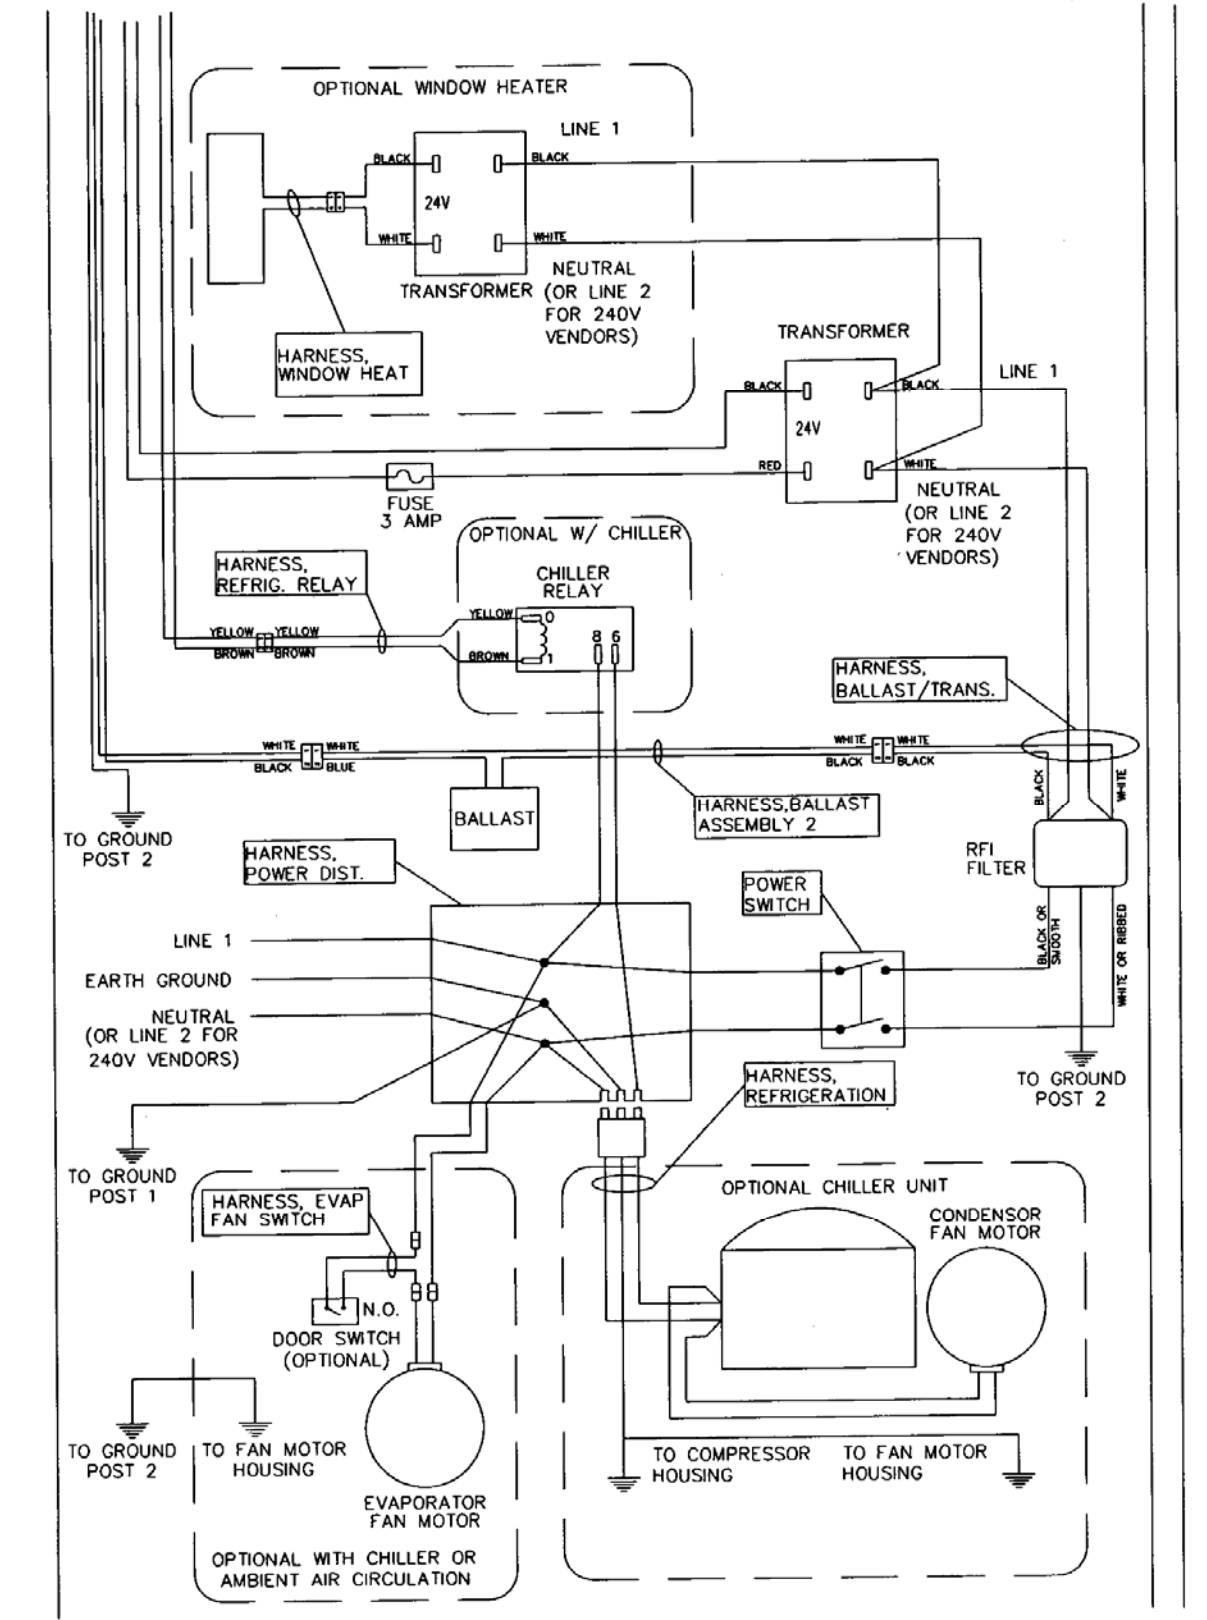 OPTIONAL WINDOW HEATER
LINE 1
BLACK
BLACK
24V
WHITE
WHITE
TRANSFORMER
NEUTRAL
(OR LINE 2
FOR 240V
VENDORS)
HARNESS,
WINDOW HEAT
TRANSFORMER
LINE 1
BLACK
BLACK
24V
RED
WHITE
NEUTRAL
(OR LINE 2
FOR 240V
VENDORS)
FUSE
3 AMP
OPTIONAL W/ CHILLER
CHILLER
RELAY
HARNESS,
REFRIG. RELAY
YELLOW
0
8 6
YELLOW YELLOW
BROWN BROWN
BROWN
1
HARNESS,
BALLAST/TRANS.
WHITE WHITE
BLACK BLUE
WHITE WHITE
BLACK BLACK
BLACK
WHITE
BALLAST
HARNESS,BALLAST
ASSEMBLY 2
TO GROUND
POST 2
HARNESS,
POWER DIST.
RFI
FILTER
POWER
SWITCH
BLACK OR
SMOOTH
WHITE OR RIBBED
LINE 1
EARTH GROUND
NEUTRAL
(OR LINE 2 FOR
240V VENDORS)
TO GROUND
POST 2
HARNESS,
REFRIGERATION
TO GROUND
POST 1
HARNESS, EVAP
FAN SWITCH
OPTIONAL CHILLER UNIT
CONDENSOR
FAN MOTOR
N.O.
DOOR SWITCH
(OPTIONAL)
TO GROUND
POST 2
TO FAN MOTOR
HOUSING
TO COMPRESSOR
HOUSING
TO FAN MOTOR
HOUSING
EVAPORATOR
FAN MOTOR
OPTIONAL WITH CHILLER OR
AMBIENT AIR CIRCULATION